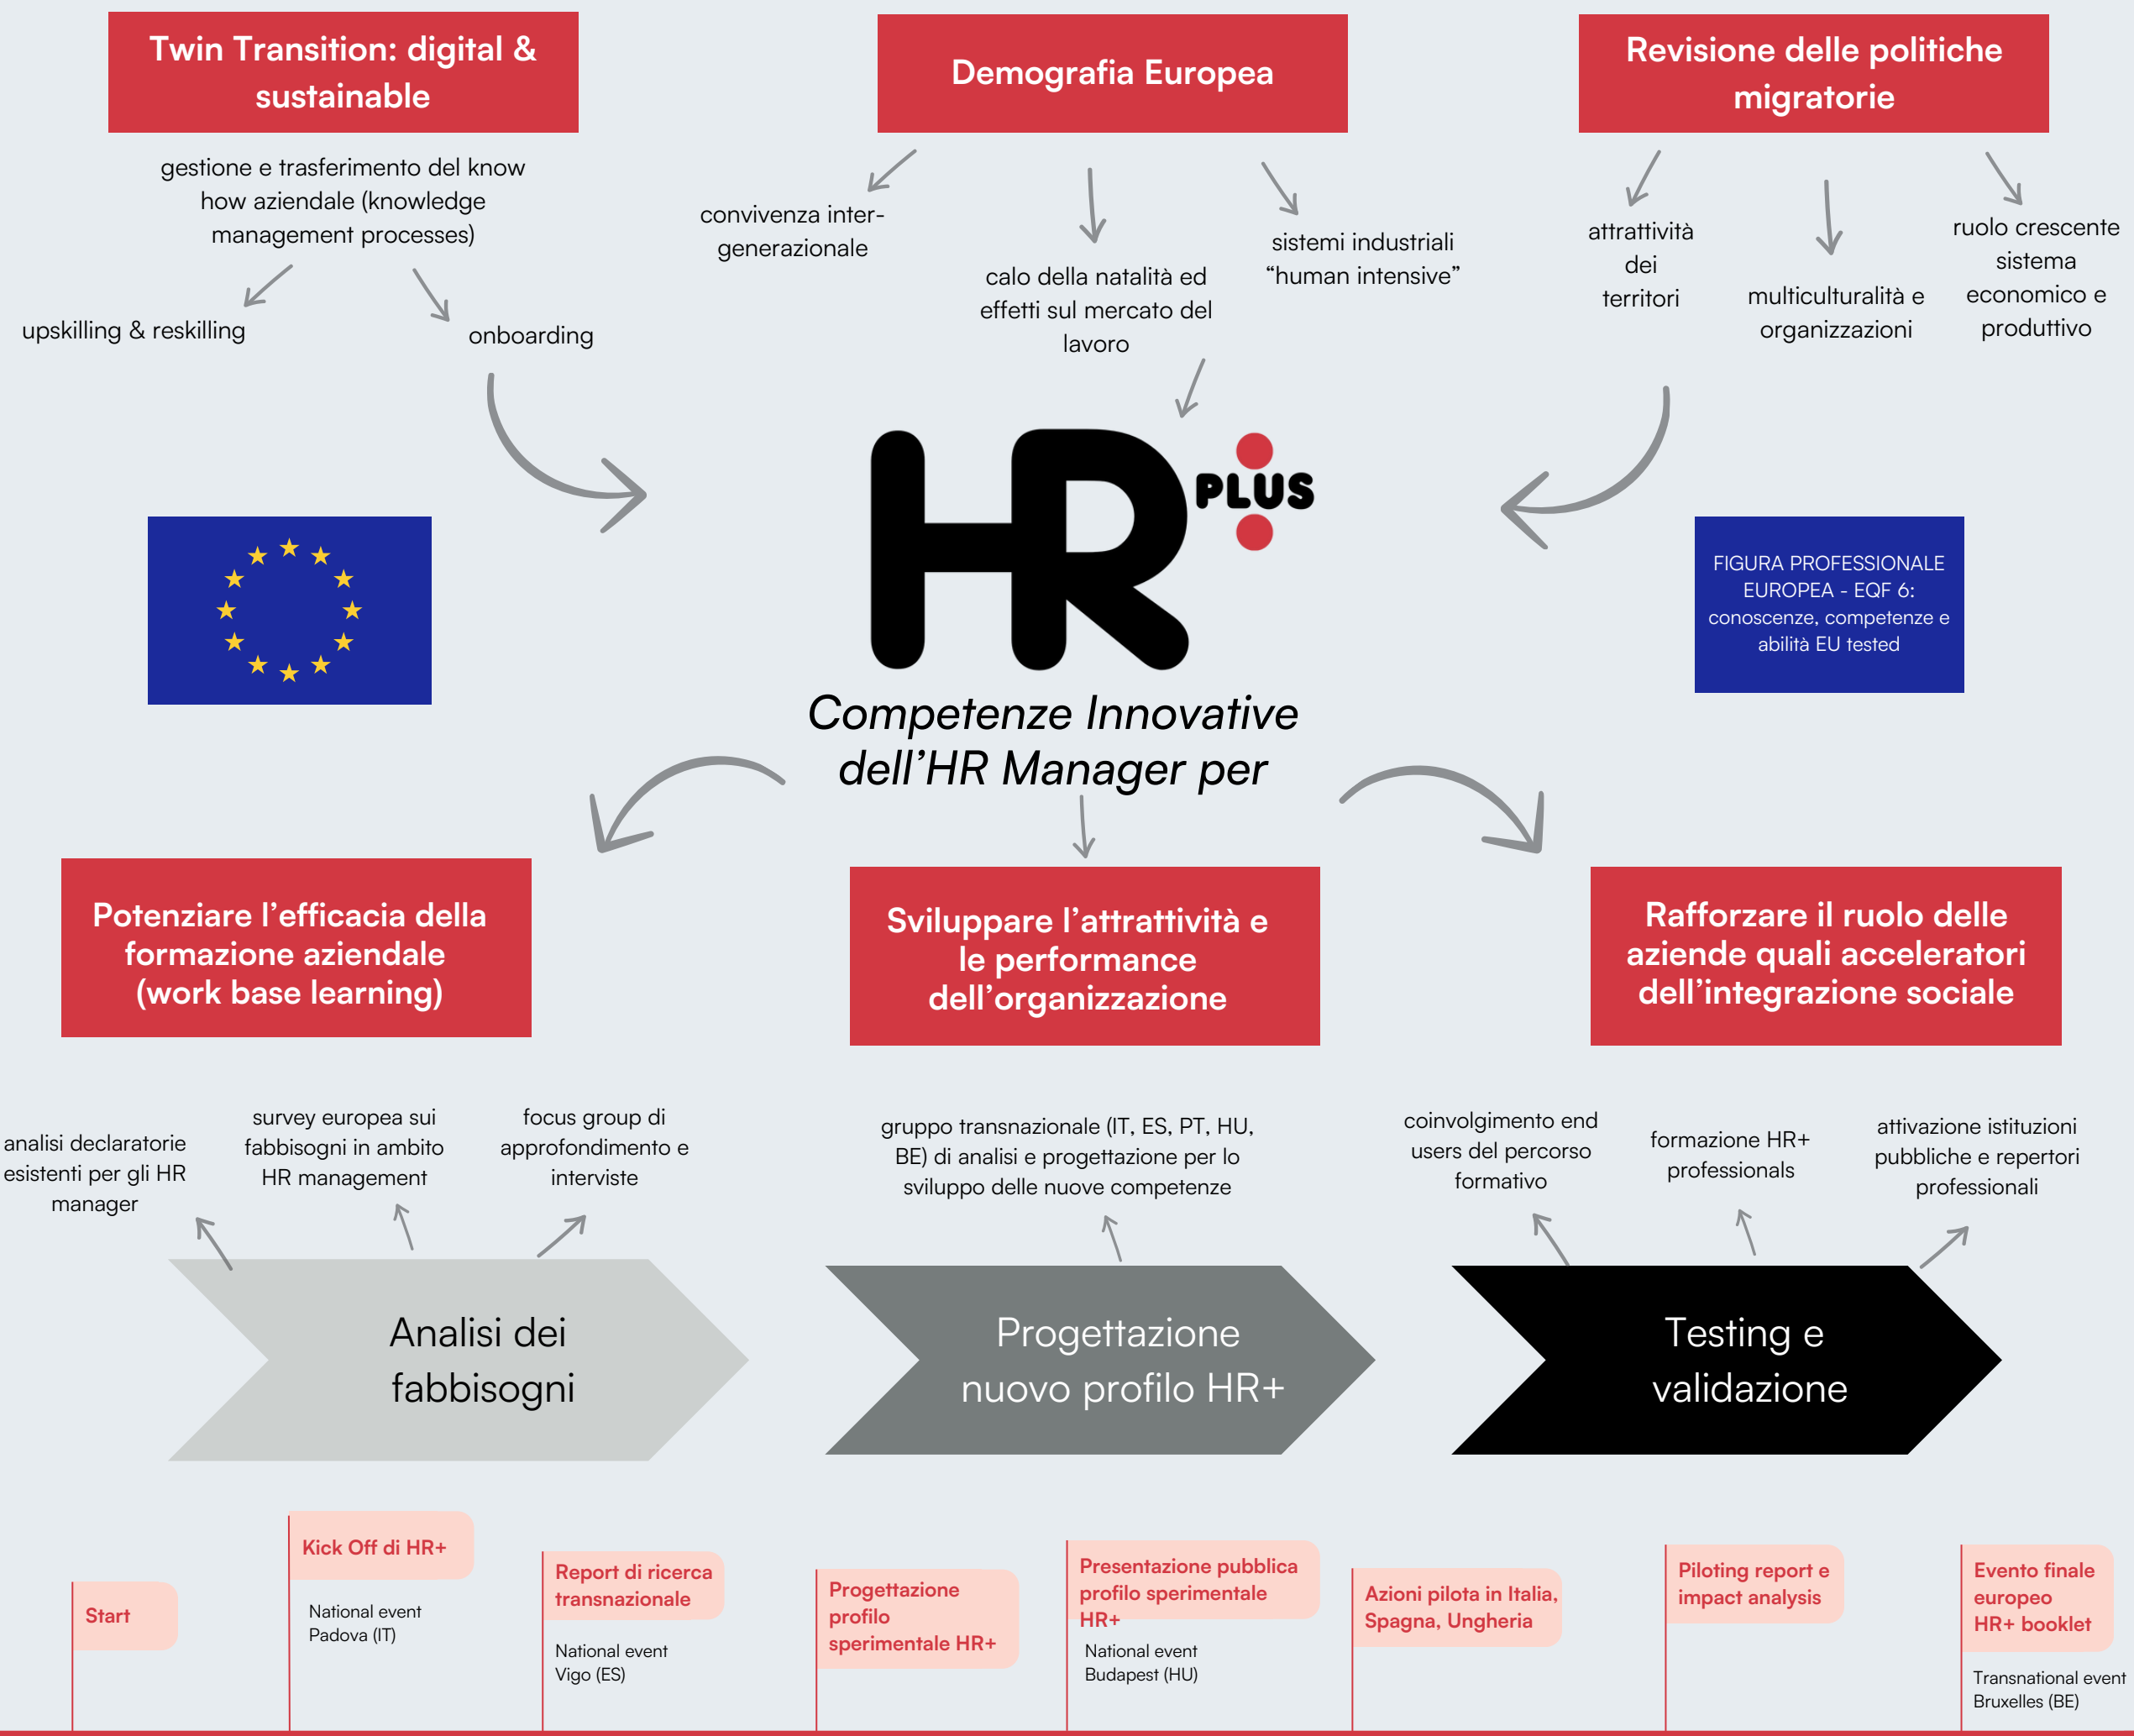 Twin Transition: digital &
sustainable
gestione e trasferimento del know
how aziendale (knowledge
management processes)
upskilling & reskilling
onboarding
Demografia Europea
convivenza inter-
generazionale
calo della natalità ed
effetti sul mercato del
lavoro
sistemi industriali
“human intensive”
Revisione delle politiche
migratorie
attrattività
dei
territori
multiculturalità e
organizzazioni
ruolo crescente
sistema
economico e
produttivo
HR
PLUS
FIGURA PROFESSIONALE
EUROPEA - EQF 6:
conoscenze, competenze e
abilità EU tested
Competenze Innovative
dell’HR Manager per
Potenziare l’efficacia della
formazione aziendale
(work base learning)
Sviluppare l’attrattività e
le performance
dell’organizzazione
Rafforzare il ruolo delle
aziende quali acceleratori
dell’integrazione sociale
analisi declaratorie
esistenti per gli HR
manager
survey europea sui
fabbisogni in ambito
HR management
focus group di
approfondimento e
interviste
gruppo transnazionale (IT, ES, PT, HU,
BE) di analisi e progettazione per lo
sviluppo delle nuove competenze
coinvolgimento end
users del percorso
formativo
formazione HR+
professionals
attivazione istituzioni
pubbliche e repertori
professionali
Analisi dei
fabbisogni
Progettazione
nuovo profilo HR+
Testing e
validazione
Start
Kick Off di HR+
National event
Padova (IT)
Report di ricerca
transnazionale
National event
Vigo (ES)
Progettazione
profilo
sperimentale HR+
Presentazione pubblica
profilo sperimentale
HR+
National event
Budapest (HU)
Azioni pilota in Italia,
Spagna, Ungheria
Piloting report e
impact analysis
Evento finale
europeo
HR+ booklet
Transnational event
Bruxelles (BE)